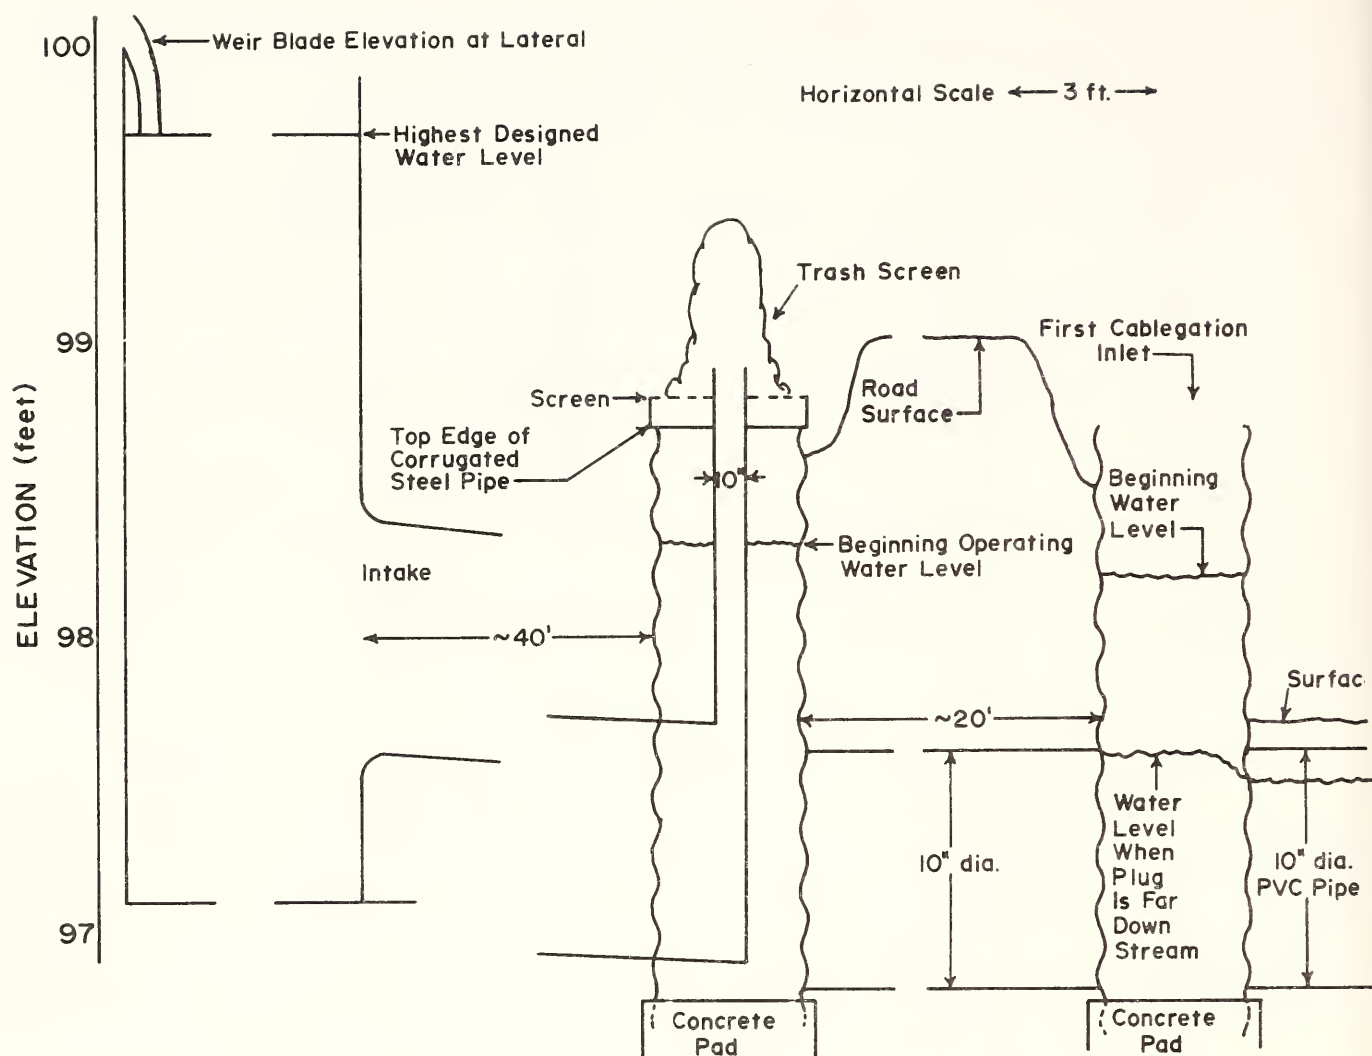 100
Weir Blade Elevation at Lateral
Horizontal Scale
3 ft.
Highest Designed
Water Level
Trash Screen
99
First Cablegation
Inlet
Screen
Road
Surface
Top Edge of
Corrugated
Steel Pipe
10"
Beginning
Water
Level
Beginning Operating
Water Level
Intake
ELEVATION (feet)
98
~40'
~20'
Surfac
Water
Level
When
Plug
Is Far
Down
Stream
10" dia.
10" dia.
PVC Pipe
97
Concrete
Pad
Concrete
Pad